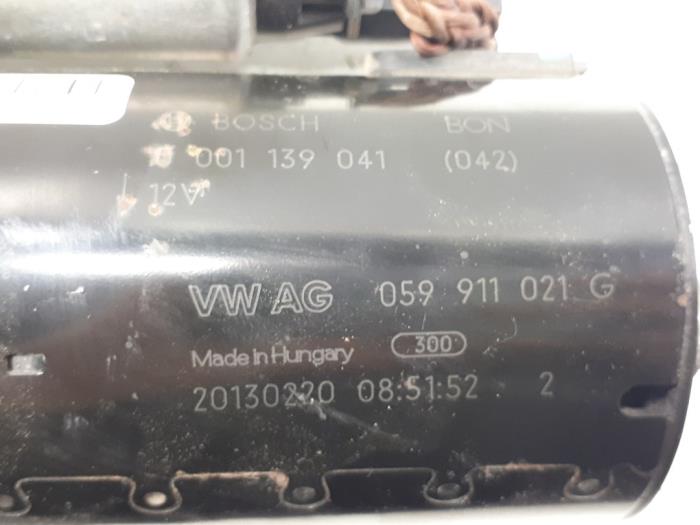 BOSCH BON
0 001 139 041 (042)
12V
VW AG 059 911 021 G
Made in Hungary 300
20130220 08:51:52 2